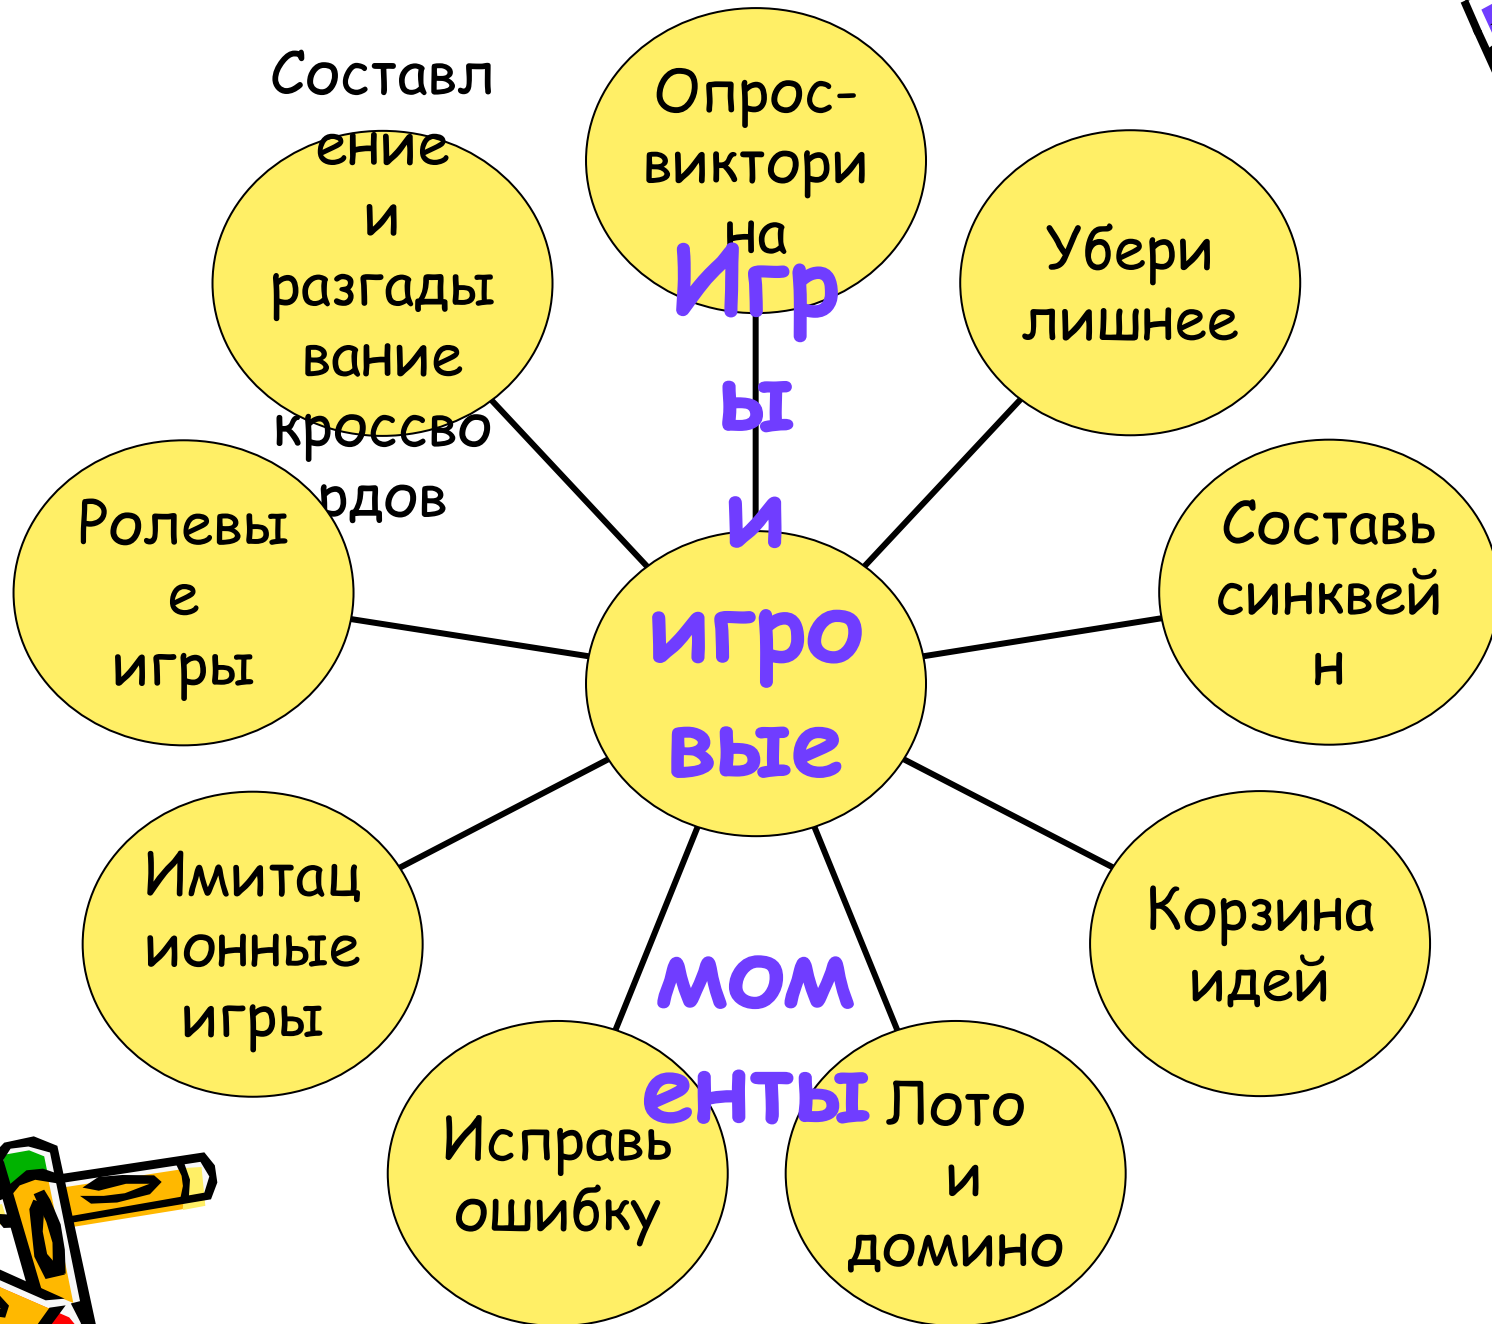 Игр
ы
и
игро
вые
мом
енты
Опрос-
виктори
на
Убери
лишнее
Составь
синквей
н
Корзина
идей
Лото
и
домино
Исправь
ошибку
Имитац
ионные
игры
Ролевы
е
игры
Составл
ение
и
разгады
вание
кроссво
рдов